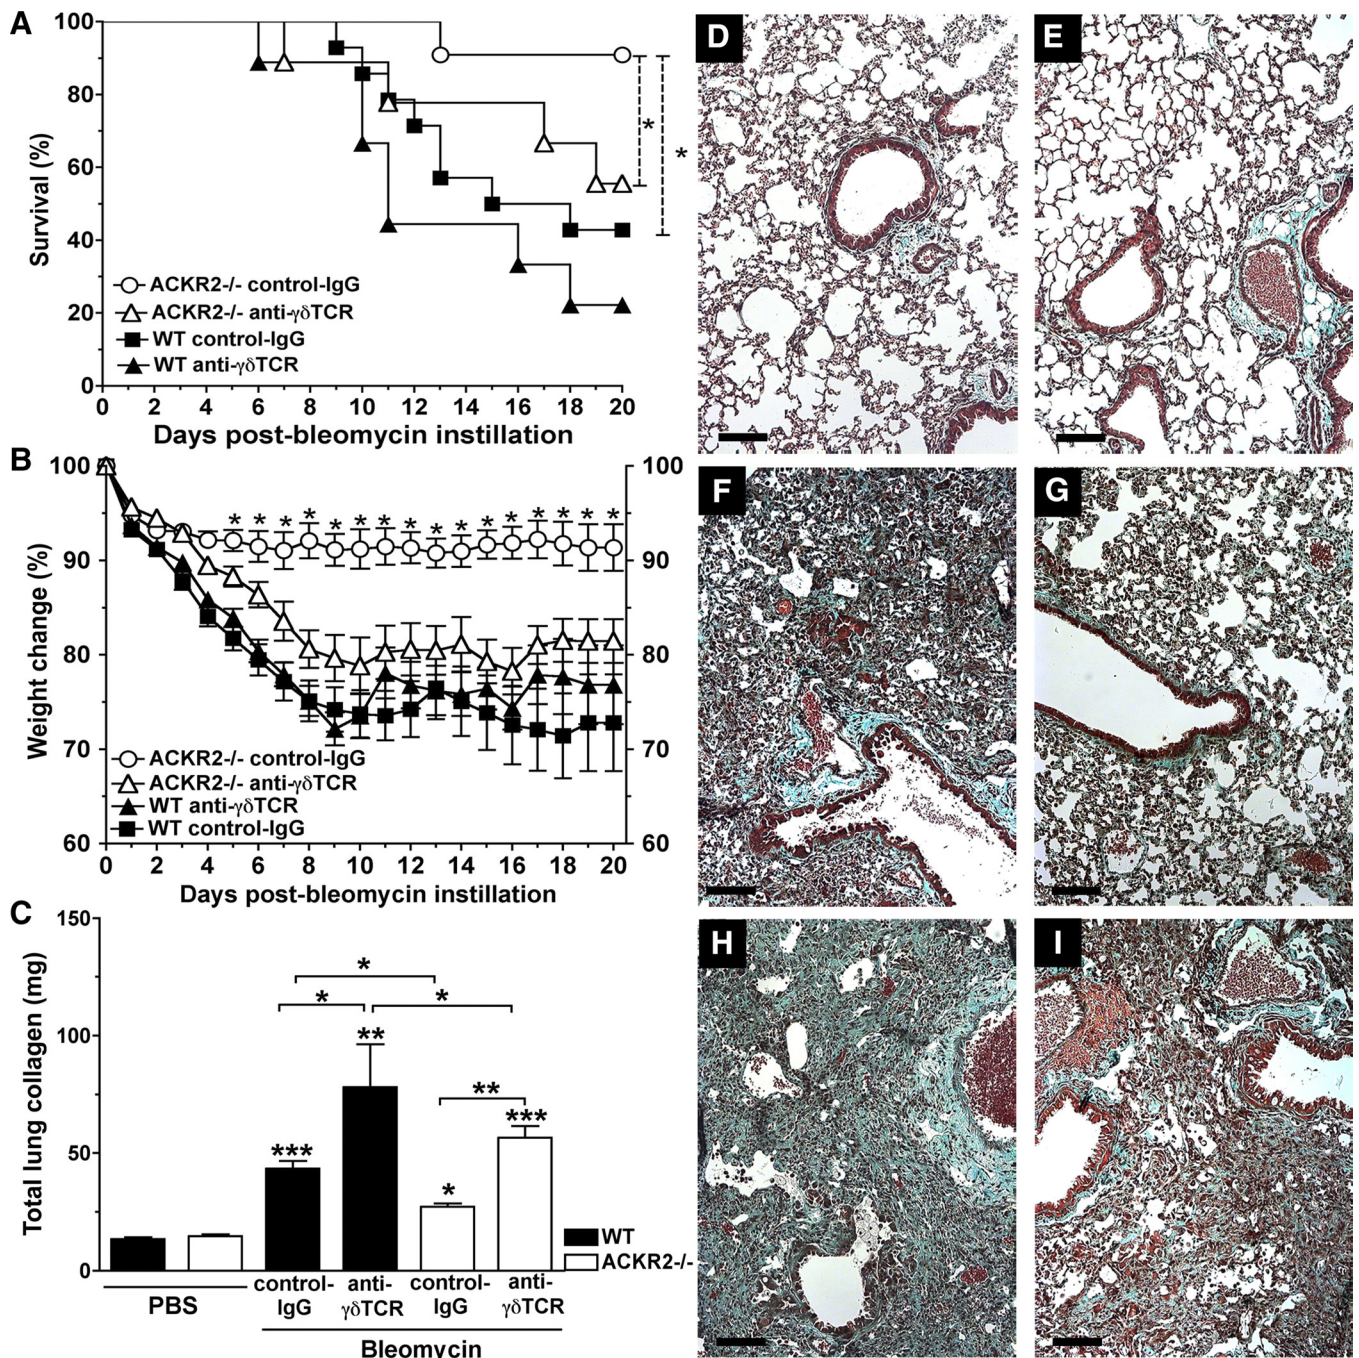 A
100
80
60
40
20
0
Survival (%)
ACKR2-/- control-IgG
ACKR2-/- anti-γδTCR
WT control-IgG
WT anti-γδTCR
*
*
0 2 4 6 8 10 12 14 16 18 20
Days post-bleomycin instillation
B
100
90
80
70
60
Weight change (%)
* * * * * * * * * * * * * * * *
100
90
80
70
60
ACKR2-/- control-IgG
ACKR2-/- anti-γδTCR
WT anti-γδTCR
WT control-IgG
0 2 4 6 8 10 12 14 16 18 20
Days post-bleomycin instillation
C
150
100
50
0
Total lung collagen (mg)
*
* *
**
** 
*** ***
*
WT
ACKR2-/-
PBS
control-IgG
anti-γδTCR
control-IgG
anti-γδTCR
Bleomycin
D
E
F
G
H
I